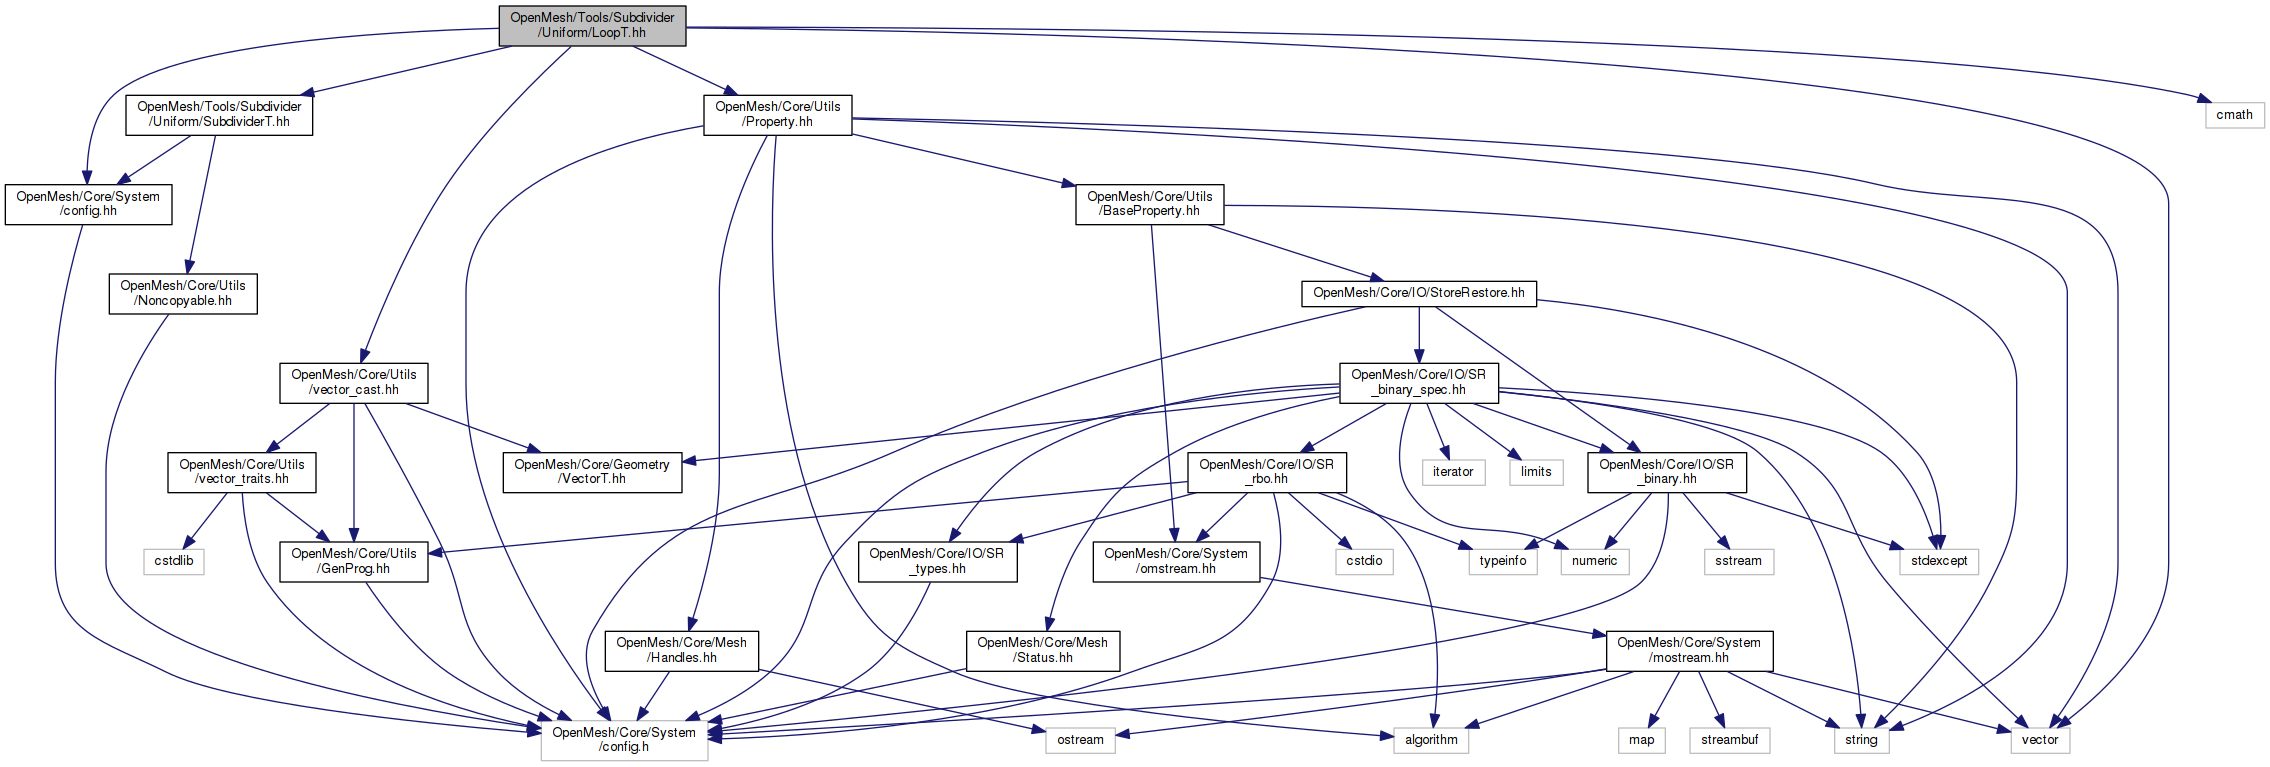 OpenMesh/Tools/Subdivider
/Uniform/LoopT.hh
OpenMesh/Tools/Subdivider
/Uniform/SubdividerT.hh
OpenMesh/Core/Utils
/Property.hh
cmath
OpenMesh/Core/System
/config.hh
OpenMesh/Core/Utils
/BaseProperty.hh
OpenMesh/Core/Utils
/Noncopyable.hh
OpenMesh/Core/IO/StoreRestore.hh
OpenMesh/Core/Utils
/vector_cast.hh
OpenMesh/Core/IO/SR
_binary_spec.hh
OpenMesh/Core/Utils
/vector_traits.hh
OpenMesh/Core/Geometry
/VectorT.hh
OpenMesh/Core/IO/SR
_rbo.hh
iterator
limits
OpenMesh/Core/IO/SR
_binary.hh
cstdlib
OpenMesh/Core/Utils
/GenProg.hh
OpenMesh/Core/IO/SR
_types.hh
OpenMesh/Core/System
/omstream.hh
cstdio
typeinfo
numeric
sstream
stdexcept
OpenMesh/Core/Mesh
/Handles.hh
OpenMesh/Core/Mesh
/Status.hh
OpenMesh/Core/System
/mostream.hh
OpenMesh/Core/System
/config.h
ostream
algorithm
map
streambuf
string
vector